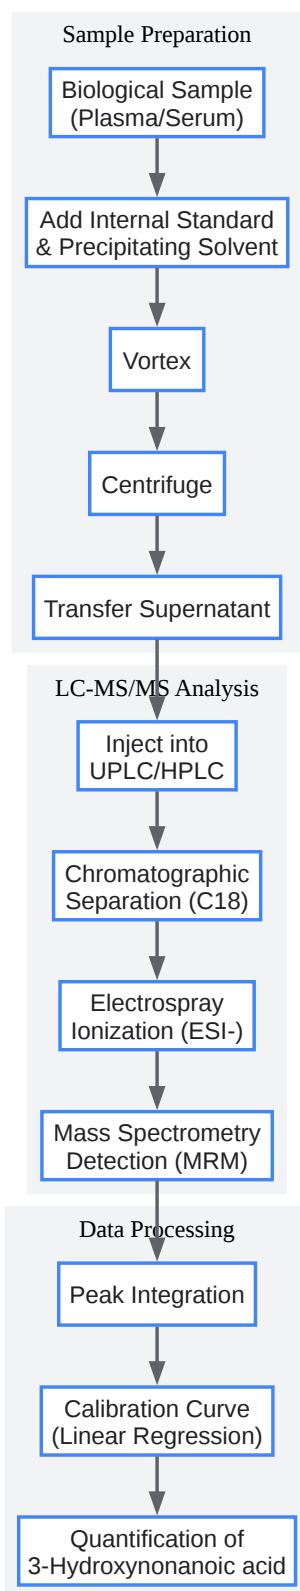 Sample Preparation
Biological Sample
(Plasma/Serum)
Add Internal Standard
& Precipitating Solvent
Vortex
Centrifuge
Transfer Supernatant
LC-MS/MS Analysis
Inject into
UPLC/HPLC
Chromatographic
Separation (C18)
Electrospray
Ionization (ESI-)
Mass Spectrometry
Detection (MRM)
Data Processing
Peak Integration
Calibration Curve
(Linear Regression)
Quantification of
3-Hydroxynonanoic acid